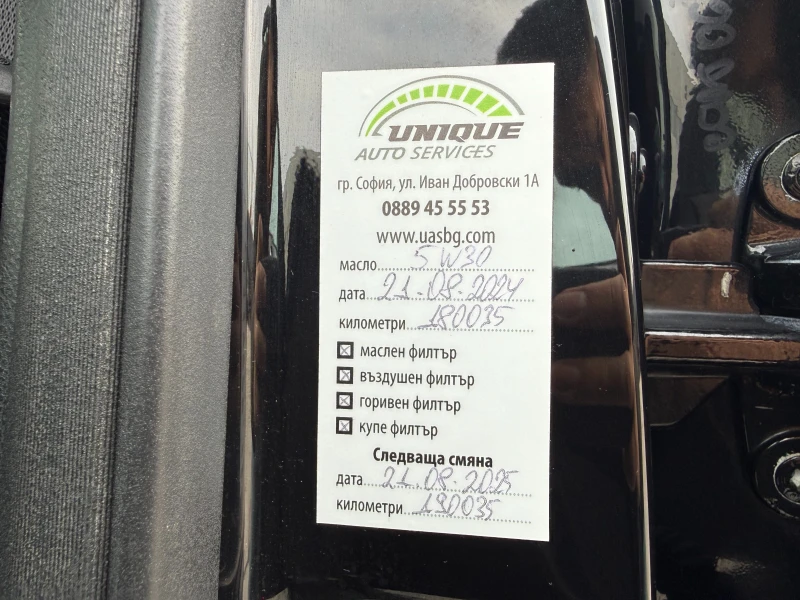 UNIQUE
AUTO SERVICES
гр. София, ул. Иван Добровски 1А
0889 45 55 53
www.uasbg.com
масло 5W30
дата 21.08.2024
километри 180035
маслен филтър
въздушен филтър
горивен филтър
купе филтър
Следваща смяна
дата 21.08.2025
километри 190035